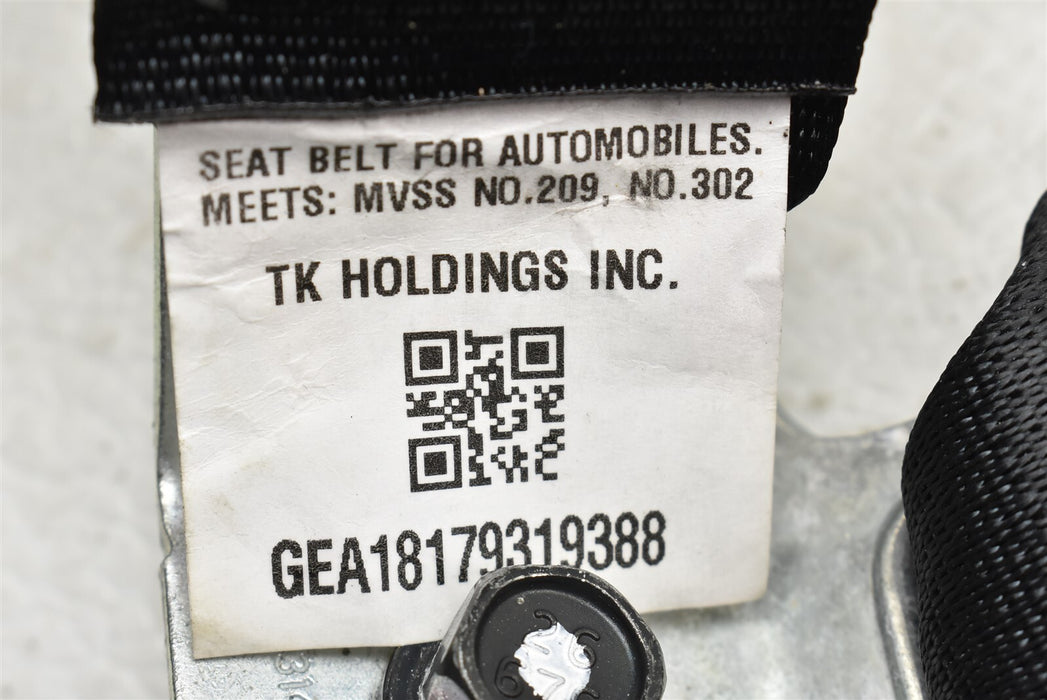 SEAT BELT FOR AUTOMOBILES.
MEETS: MVSS NO.209, NO.302
TK HOLDINGS INC.
GEA18179319388